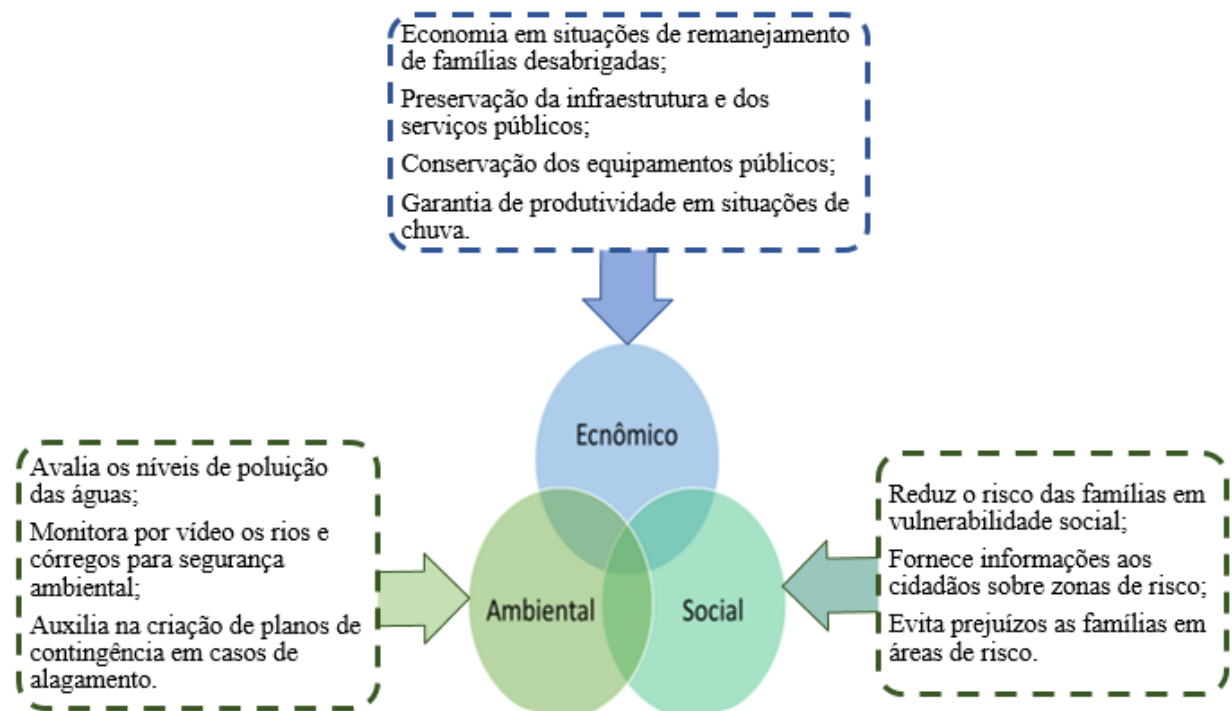 Economia em situações de remanejamento
de famílias desabrigadas;
Preservação da infraestrutura e dos
serviços públicos;
Conservação dos equipamentos públicos;
Garantia de produtividade em situações de
chuva.
Ecnômico
Avalia os níveis de poluição
das águas;
Monitora por vídeo os rios e
córregos para segurança
ambiental;
Auxilia na criação de planos de
contingência em casos de
alagamento.
Ambiental
Social
Reduz o risco das famílias em
vulnerabilidade social;
Fornece informações aos
cidadãos sobre zonas de risco;
Evita prejuízos as famílias em
áreas de risco.